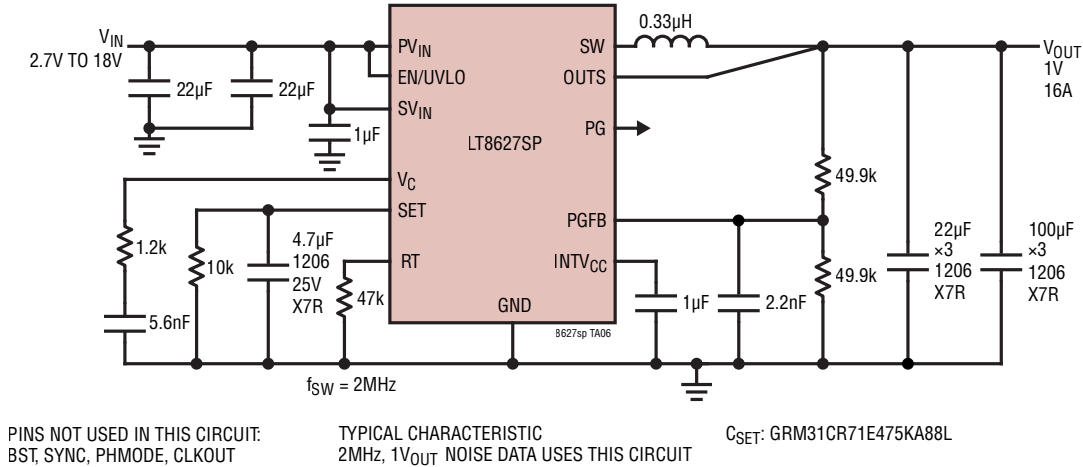 V_IN
2.7V TO 18V
22µF
22µF
1µF
PV_IN
EN/UVLO
SV_IN
V_C
SET
RT
LT8627SP
GND
SW
OUTS
PG
PGFB
INTV_CC
8627sp TA06
0.33µH
V_OUT
1V
16A
49.9k
49.9k
1.2k
5.6nF
10k
4.7µF
1206
25V
X7R
47k
1µF
2.2nF
22µF
×3
1206
X7R
100µF
×3
1206
X7R
f_SW = 2MHz
PINS NOT USED IN THIS CIRCUIT:
BST, SYNC, PHMODE, CLKOUT
TYPICAL CHARACTERISTIC
2MHz, 1V_OUT NOISE DATA USES THIS CIRCUIT
C_SET: GRM31CR71E475KA88L